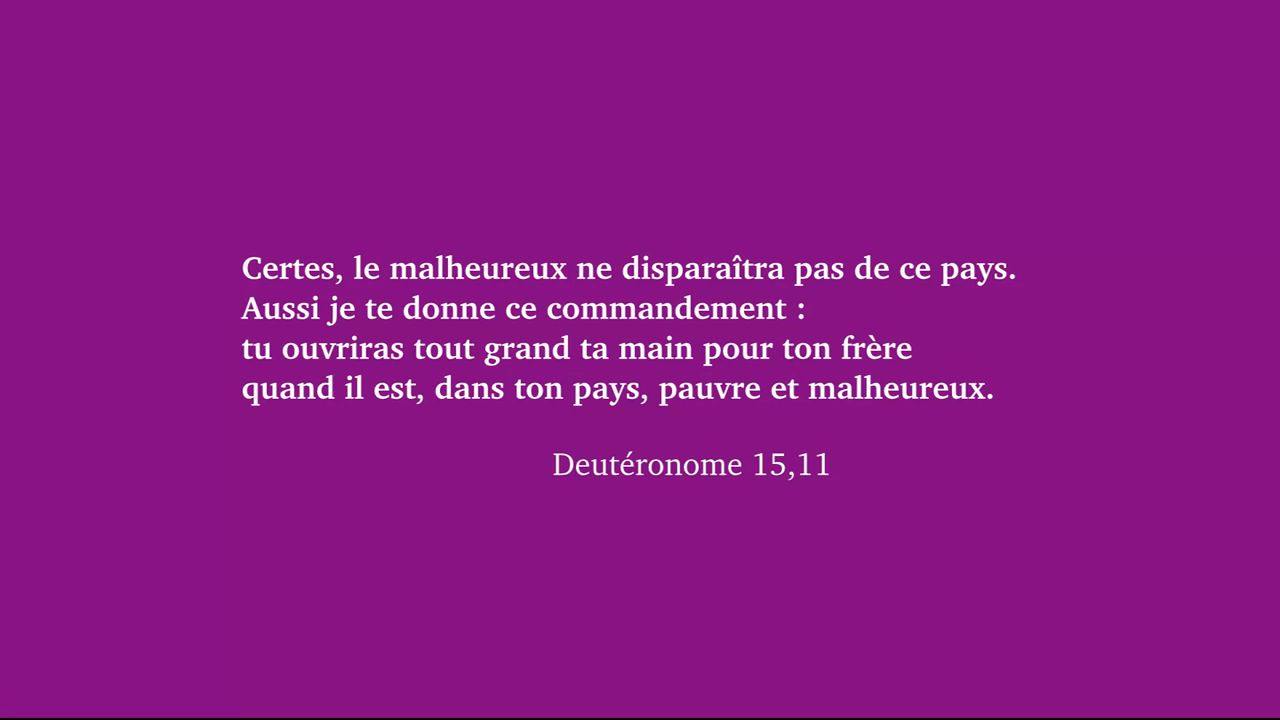 Certes, le malheureux ne disparaîtra pas de ce pays.
Aussi je te donne ce commandement :
tu ouvriras tout grand ta main pour ton frère
quand il est, dans ton pays, pauvre et malheureux.
Deutéronome 15,11